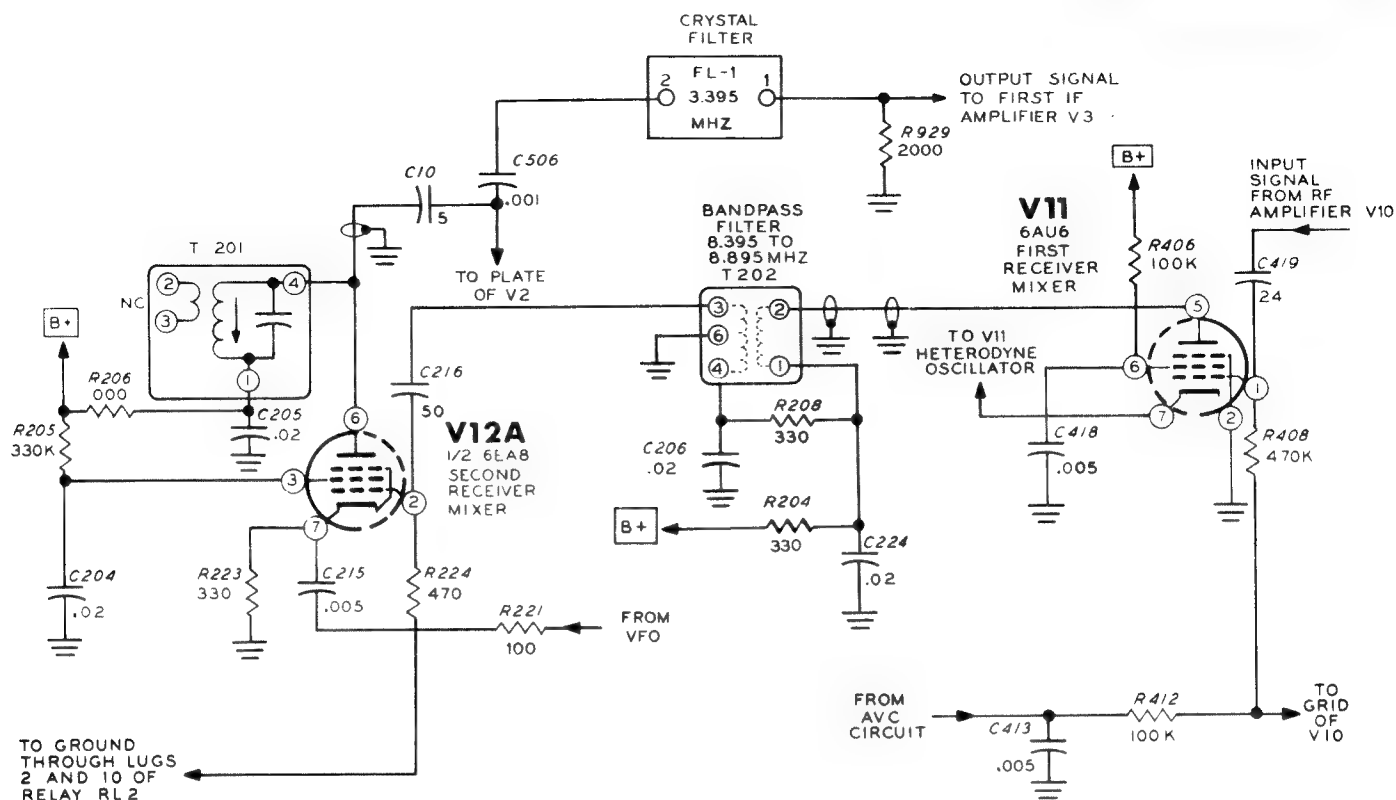 CRYSTAL
FILTER
2
FL-1
1
3.395
MHZ
OUTPUT SIGNAL
TO FIRST IF
AMPLIFIER V3
R929
2000
C506
.001
C10
5
TO PLATE
OF V2
T 201
2
4
NC
3
1
B+
R206
000
R205
330K
C205
.02
6
V12A
1/2 6EA8
SECOND
RECEIVER
MIXER
3
2
7
C216
50
C204
.02
R223
330
C215
.005
R224
470
R221
100
FROM
VFO
TO GROUND
THROUGH LUGS
2 AND 10 OF
RELAY RL2
BANDPASS
FILTER
8.395 TO
8.895MHZ
T202
3
2
6
4
1
R208
330
C206
.02
R204
330
B+
C224
.02
V11
6AU6
FIRST
RECEIVER
MIXER
B+
R406
100K
INPUT
SIGNAL
FROM RF
AMPLIFIER V10
C419
24
5
TO V11
HETERODYNE
OSCILLATOR
6
1
7
2
C418
.005
R408
470K
FROM
AVC
CIRCUIT
C413
.005
R412
100K
TO
GRID
OF
V10